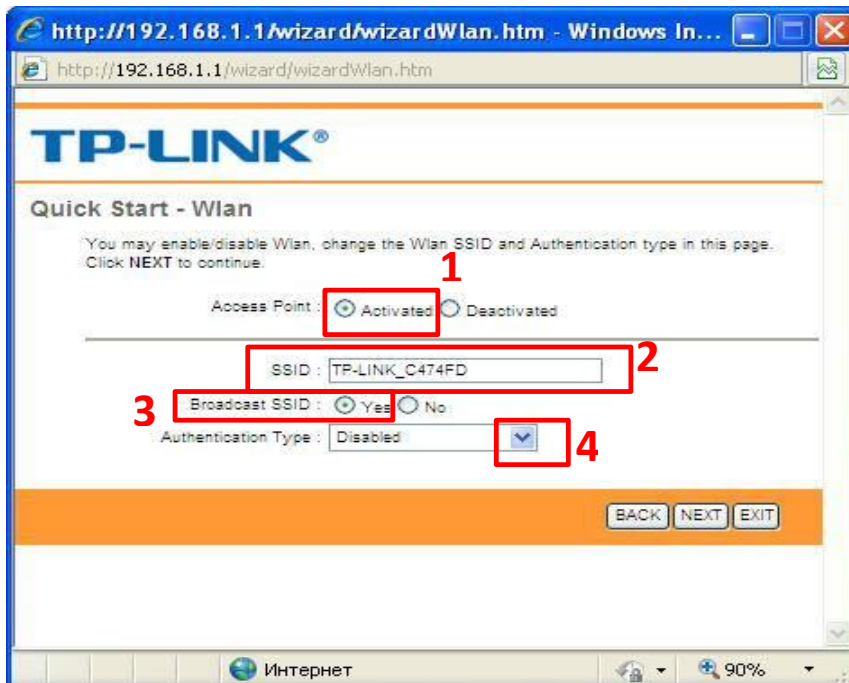 http://192.168.1.1/wizard/wizardWlan.htm - Windows In...
http://192.168.1.1/wizard/wizardWlan.htm
TP-LINK®
Quick Start - Wlan
You may enable/disable Wlan, change the Wlan SSID and Authentication type in this page.
Click NEXT to continue.
1
Access Point : Activated Deactivated
SSID : TP-LINK_C474FD 2
3 Broadcast SSID : Yes No
Authentication Type : Disabled 4
BACK NEXT EXIT
Интернет 90%